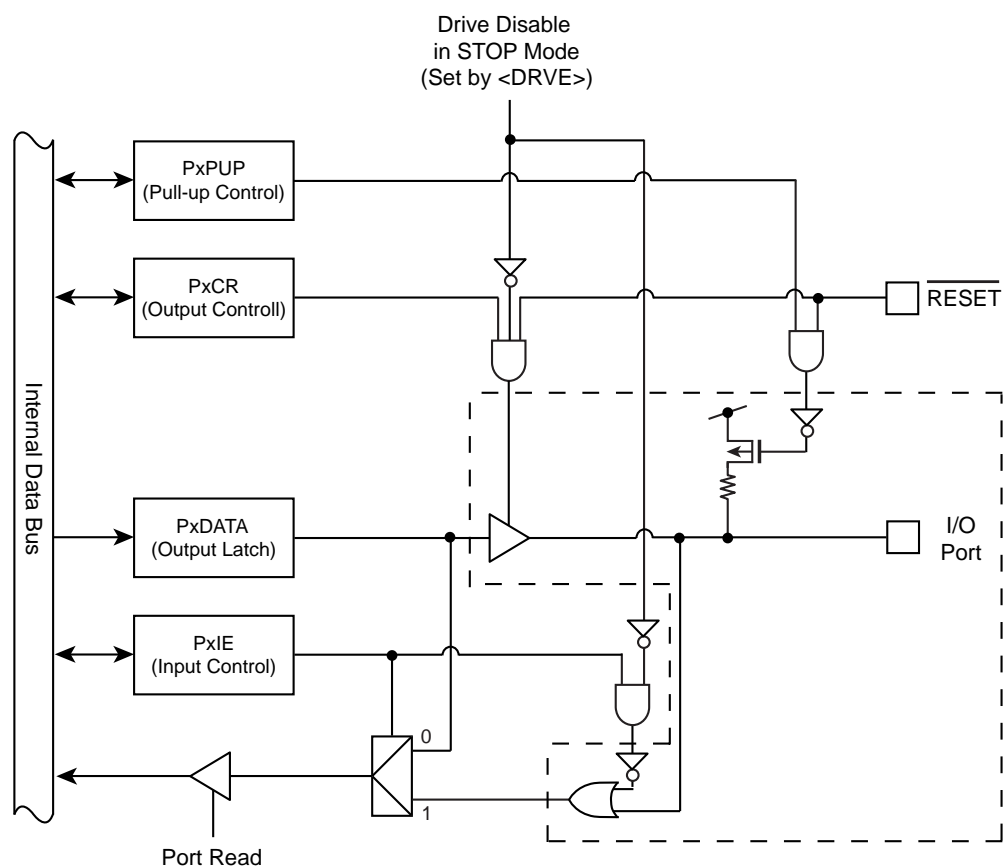 Drive Disable
in STOP Mode
(Set by <DRVE>)
PxPUP
(Pull-up Control)
PxCR
(Output Controll)
RESET
Internal Data Bus
PxDATA
(Output Latch)
I/O
Port
PxIE
(Input Control)
0
1
Port Read